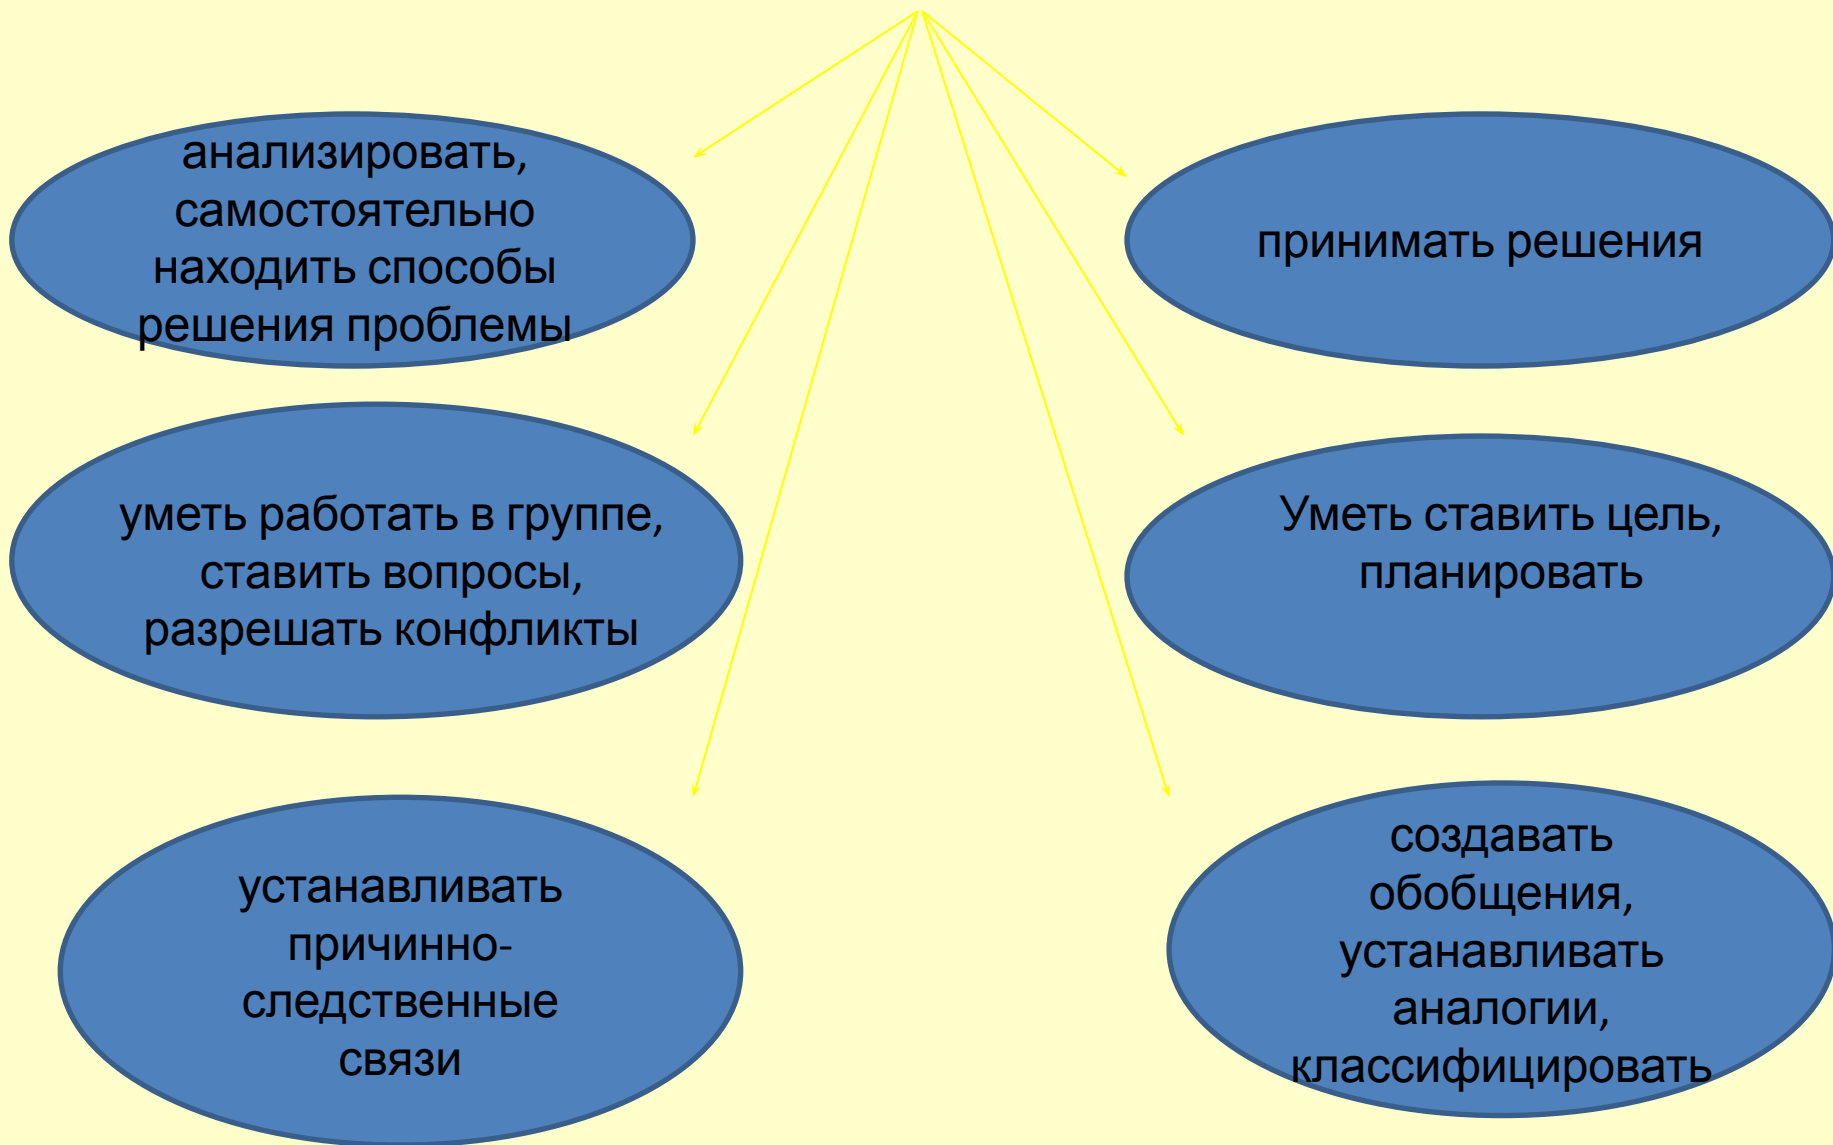 анализировать,
самостоятельно
находить способы
решения проблемы
принимать решения
уметь работать в группе,
ставить вопросы,
разрешать конфликты
Уметь ставить цель,
планировать
устанавливать
причинно-
следственные
связи
создавать
обобщения,
устанавливать
аналогии,
классифицировать